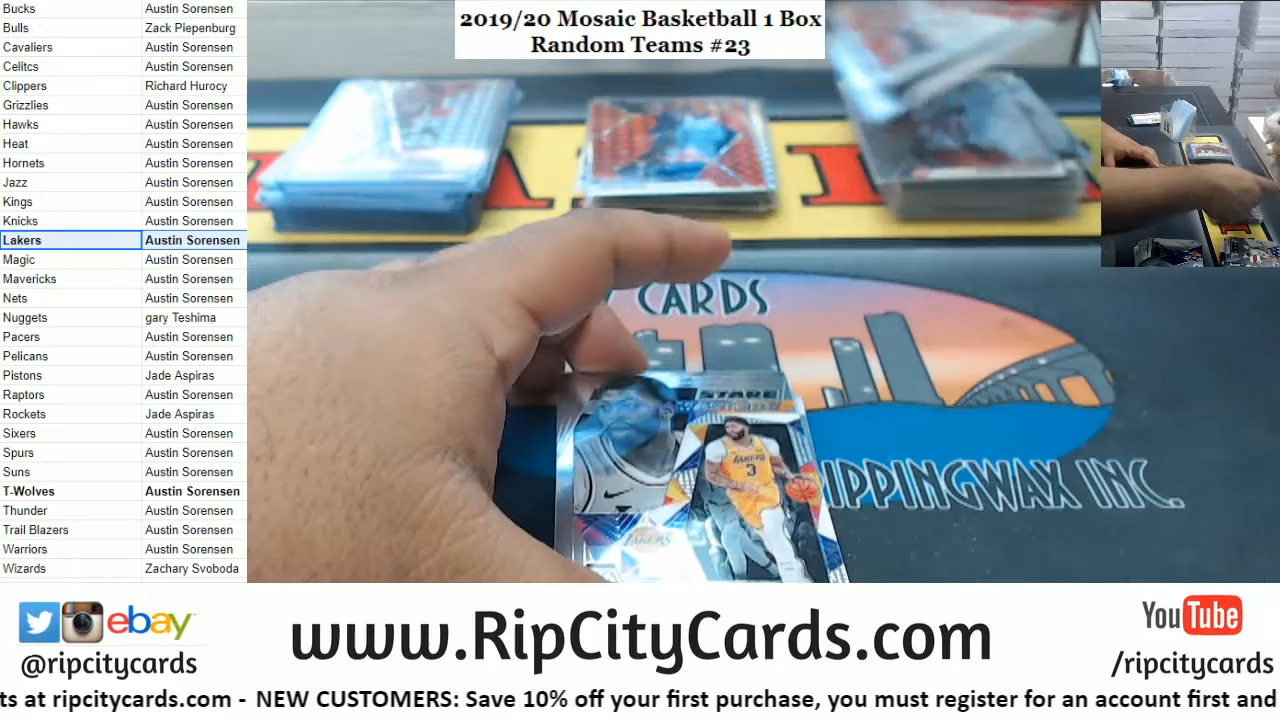 Bucks Austin Sorensen
Bulls Zack Piepenburg
Cavaliers Austin Sorensen
Celitcs Austin Sorensen
Clippers Richard Hurocy
Grizzlies Austin Sorensen
Hawks Austin Sorensen
Heat Austin Sorensen
Hornets Austin Sorensen
Jazz Austin Sorensen
Kings Austin Sorensen
Knicks Austin Sorensen
Lakers Austin Sorensen
Magic Austin Sorensen
Mavericks Austin Sorensen
Nets Austin Sorensen
Nuggets gary Teshima
Pacers Austin Sorensen
Pelicans Austin Sorensen
Pistons Jade Aspiras
Raptors Austin Sorensen
Rockets Jade Aspiras
Sixers Austin Sorensen
Spurs Austin Sorensen
Suns Austin Sorensen
T-Wolves Austin Sorensen
Thunder Austin Sorensen
Trail Blazers Austin Sorensen
Warriors Austin Sorensen
Wizards Zachary Svoboda
2019/20 Mosaic Basketball 1 Box
Random Teams #23
CARDS
IPPINGWAX INC.
LAKERS
3
LAKERS
ebay
@ripcitycards
www.RipCityCards.com
YouTube
/ripcitycards
ts at ripcitycards.com - NEW CUSTOMERS: Save 10% off your first purchase, you must register for an account first and